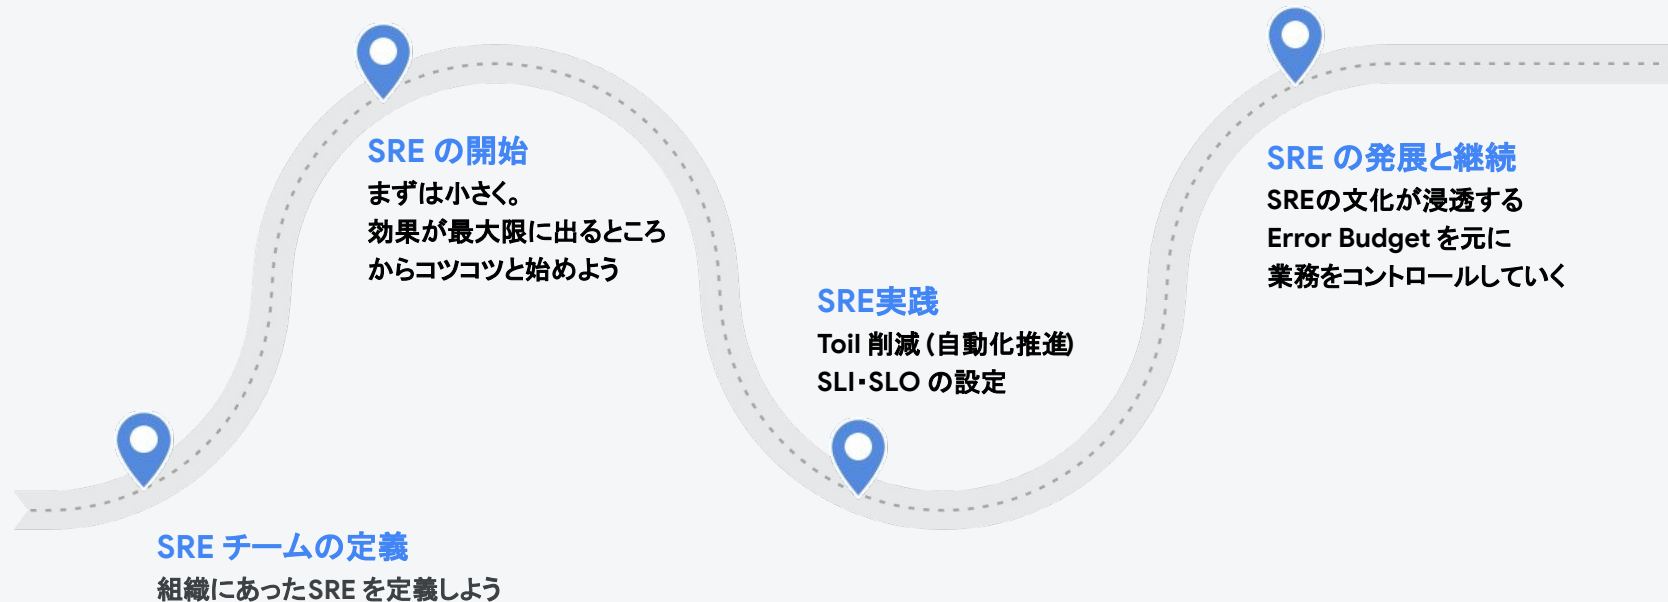 SRE の開始
まずは小さく。
効果が最大限に出るところ
からコツコツと始めよう
SRE の発展と継続
SREの文化が浸透する
Error Budget を元に
業務をコントロールしていく
SRE実践
Toil 削減 (自動化推進)
SLI・SLO の設定
SRE チームの定義
組織にあったSRE を定義しよう